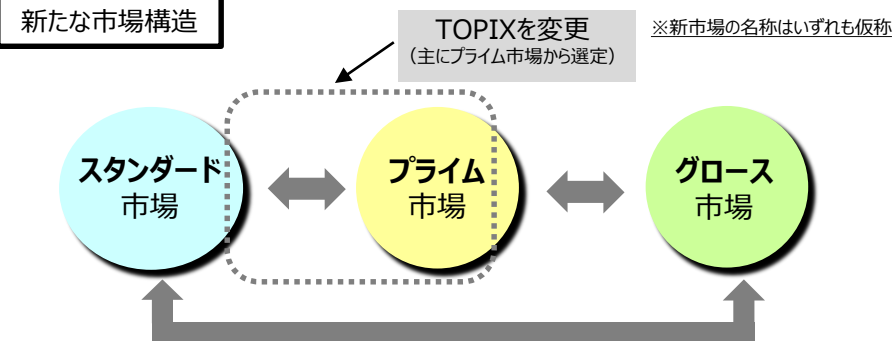 新たな市場構造
TOPIXを変更
（主にプライム市場から選定）
※新市場の名称はいずれも仮称
スタンダード
市場
プライム
市場
グロース
市場